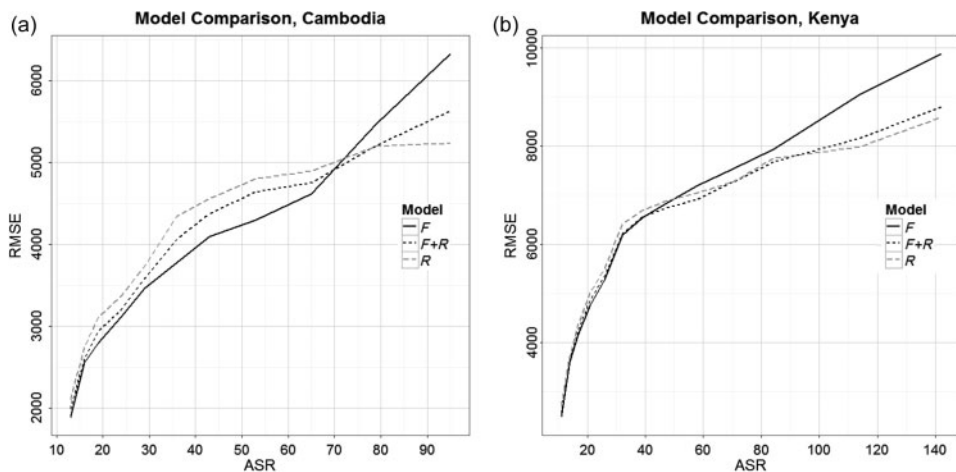 (a) Model Comparison, Cambodia
RMSE
6000
5000
4000
3000
2000
10 20 30 40 50 60 70 80 90
ASR
Model
F
F+R
R
(b) Model Comparison, Kenya
RMSE
10000
8000
6000
4000
20 40 60 80 100 120 140
ASR
Model
F
F+R
R